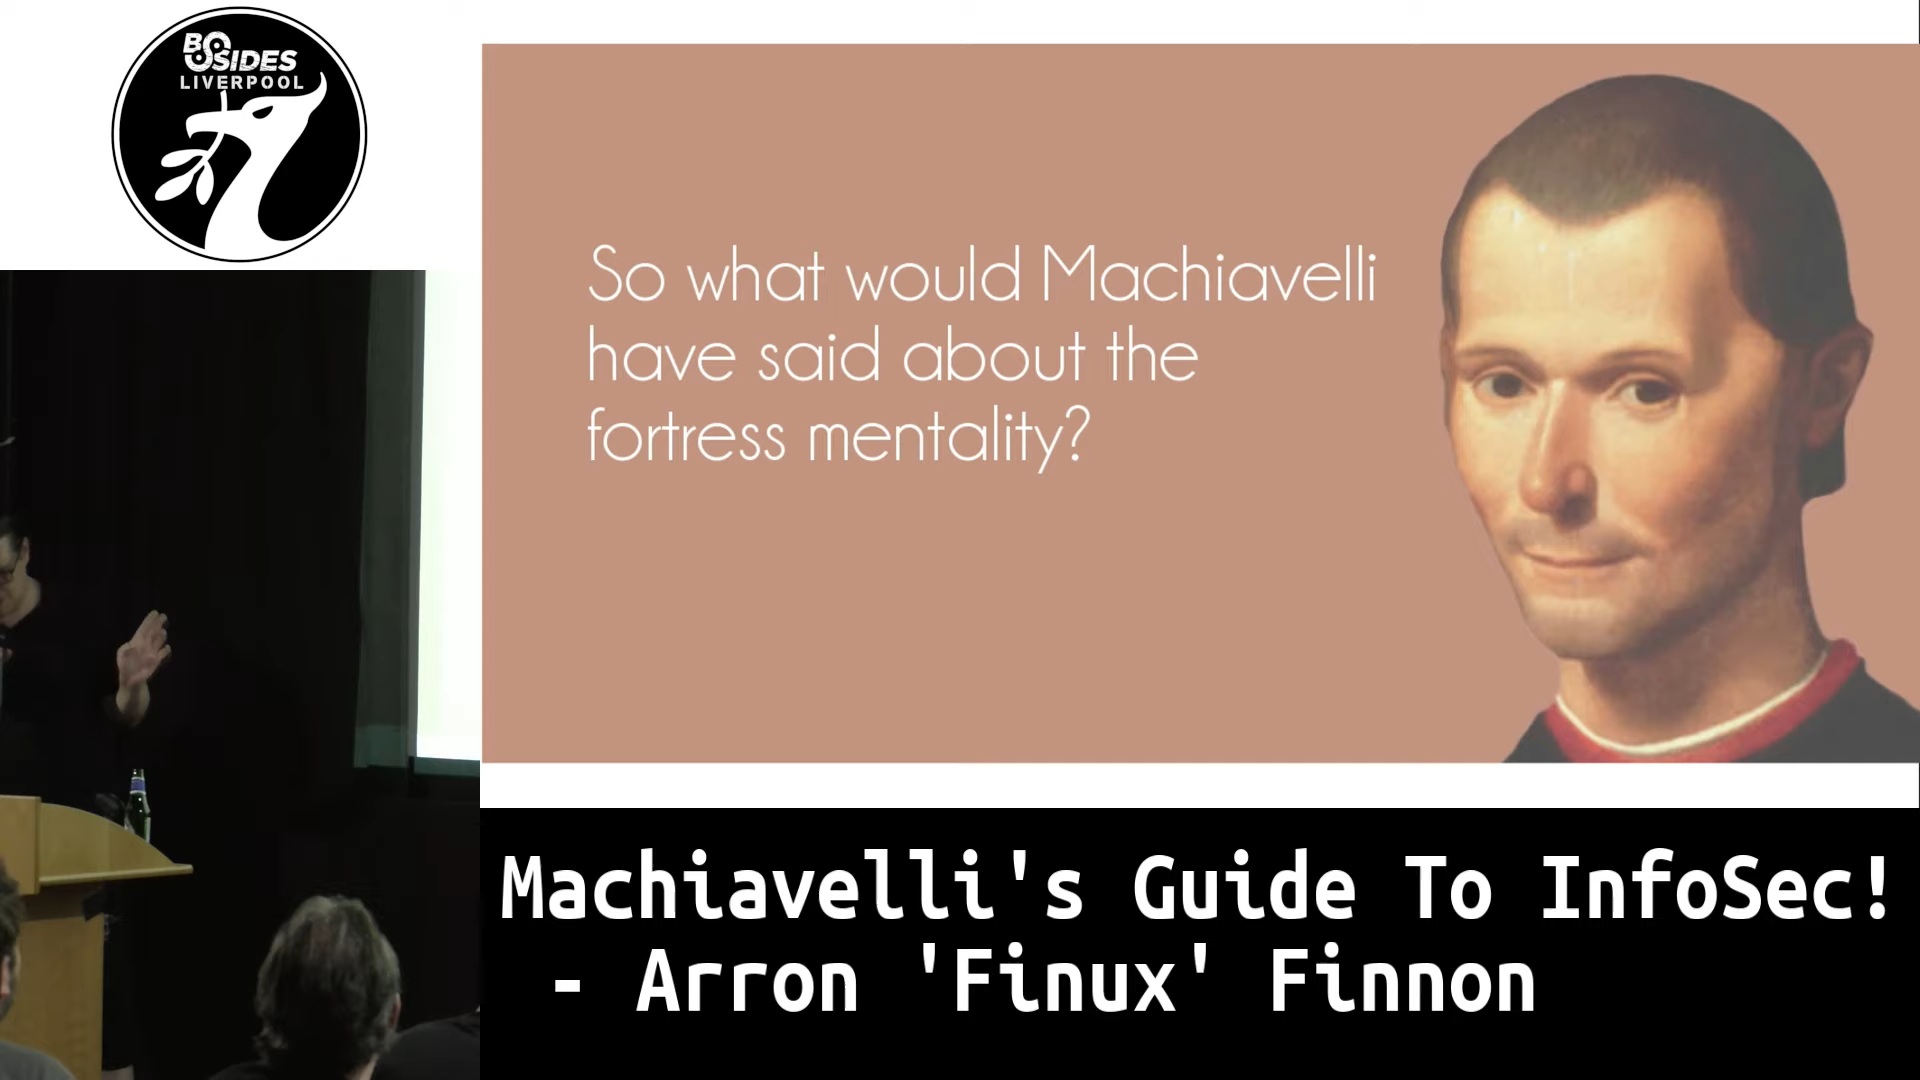 BSIDES
LIVERPOOL
So what would Machiavelli
have said about the
fortress mentality?
Machiavelli's Guide To InfoSec!
- Arron 'Finux' Finnon